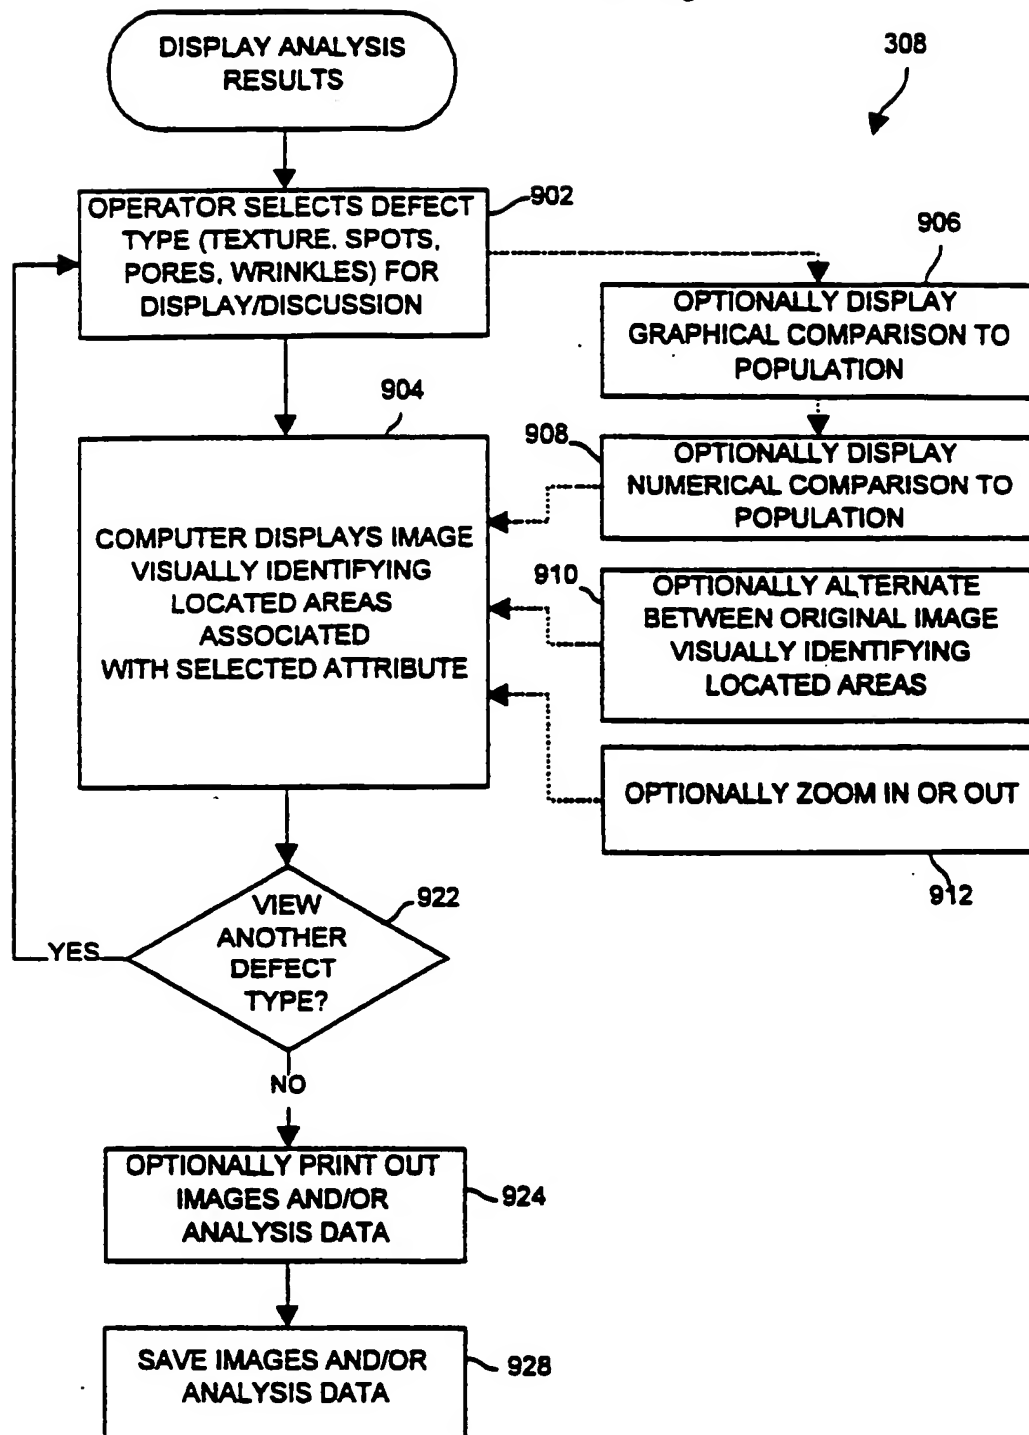 DISPLAY ANALYSIS
RESULTS
308
902
OPERATOR SELECTS DEFECT
TYPE (TEXTURE, SPOTS,
PORES, WRINKLES) FOR
DISPLAY/DISCUSSION
906
OPTIONALLY DISPLAY
GRAPHICAL COMPARISON TO
POPULATION
904
COMPUTER DISPLAYS IMAGE
VISUALLY IDENTIFYING
LOCATED AREAS
ASSOCIATED
WITH SELECTED ATTRIBUTE
908
OPTIONALLY DISPLAY
NUMERICAL COMPARISON TO
POPULATION
910
OPTIONALLY ALTERNATE
BETWEEN ORIGINAL IMAGE
VISUALLY IDENTIFYING
LOCATED AREAS
OPTIONALLY ZOOM IN OR OUT
912
VIEW
ANOTHER
DEFECT
TYPE?
922
YES
NO
OPTIONALLY PRINT OUT
IMAGES AND/OR
ANALYSIS DATA
924
SAVE IMAGES AND/OR
ANALYSIS DATA
928